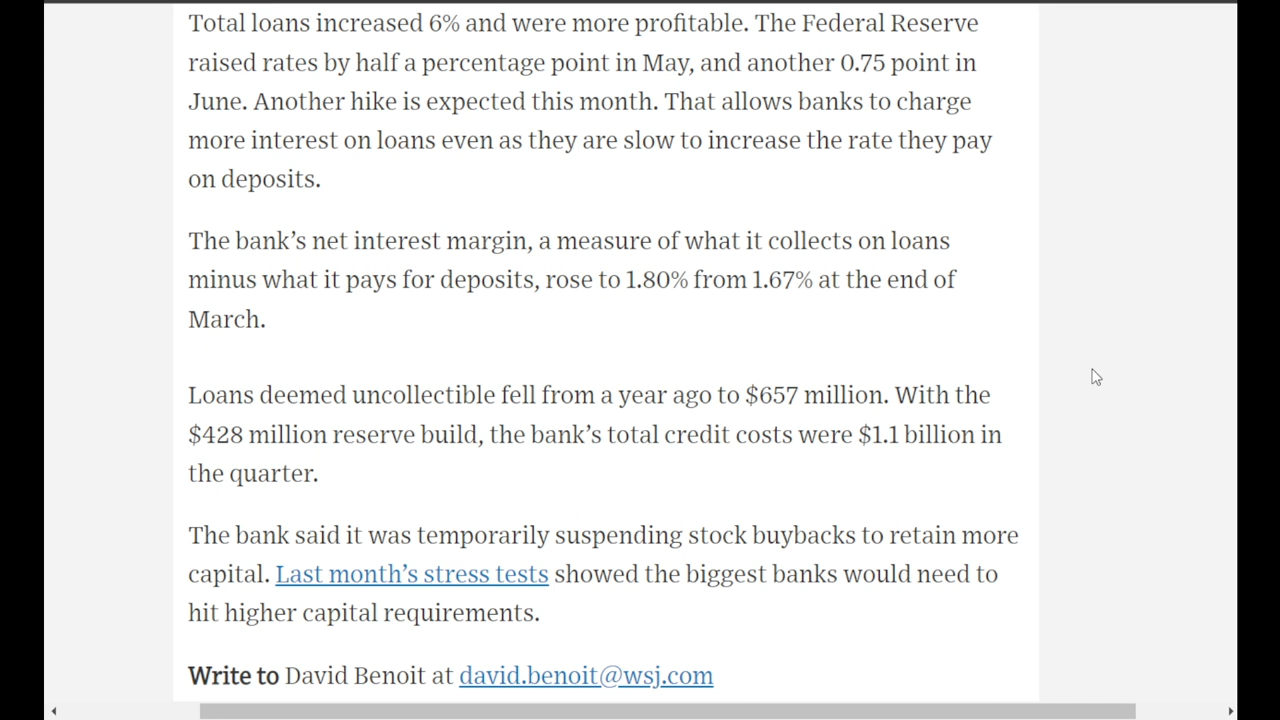 Total loans increased 6% and were more profitable. The Federal Reserve
raised rates by half a percentage point in May, and another 0.75 point in
June. Another hike is expected this month. That allows banks to charge
more interest on loans even as they are slow to increase the rate they pay
on deposits.
The bank’s net interest margin, a measure of what it collects on loans
minus what it pays for deposits, rose to 1.80% from 1.67% at the end of
March.
Loans deemed uncollectible fell from a year ago to $657 million. With the
$428 million reserve build, the bank’s total credit costs were $1.1 billion in
the quarter.
The bank said it was temporarily suspending stock buybacks to retain more
capital. Last month’s stress tests showed the biggest banks would need to
hit higher capital requirements.
Write to David Benoit at david.benoit@wsj.com